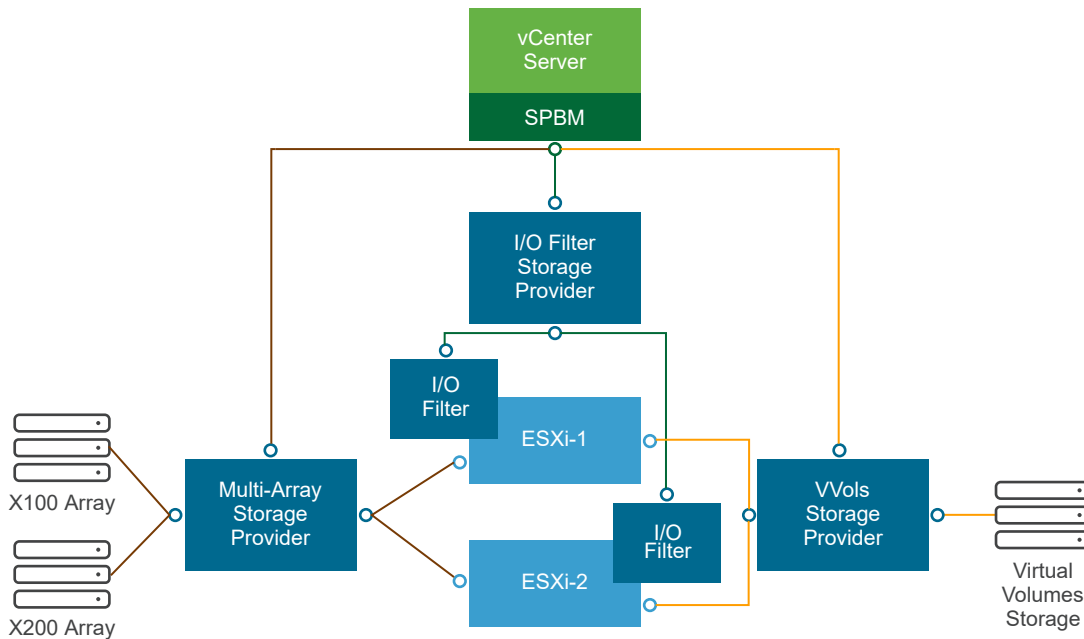 vCenter
Server
SPBM
I/O Filter
Storage
Provider
I/O
Filter
ESXi-1
X100 Array
Multi-Array
Storage
Provider
VVols
Storage
Provider
I/O
Filter
ESXi-2
X200 Array
Virtual
Volumes
Storage